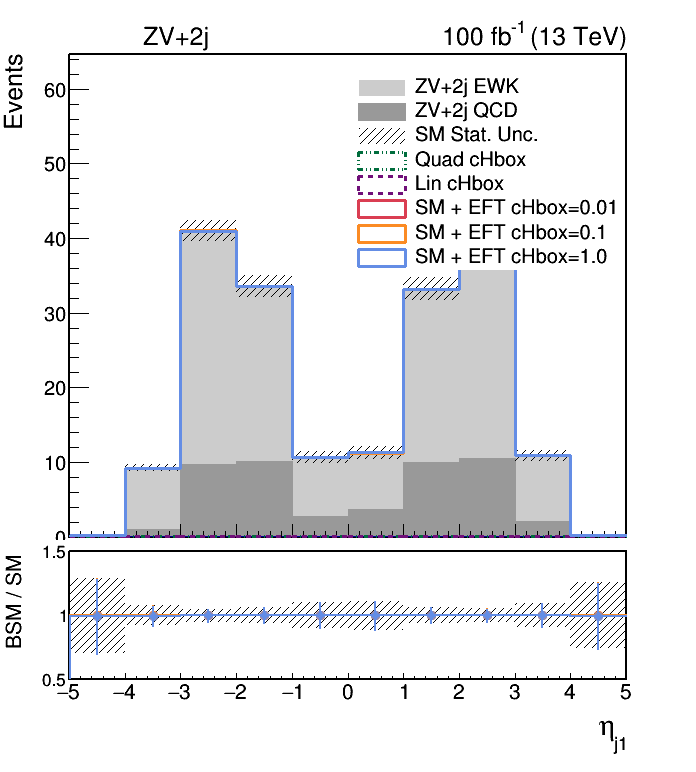 ZV+2j
100 fb⁻¹ (13 TeV)
Events
60
50
40
30
20
10
0
ZV+2j EWK
ZV+2j QCD
SM Stat. Unc.
Quad cHbox
Lin cHbox
SM + EFT cHbox=0.01
SM + EFT cHbox=0.1
SM + EFT cHbox=1.0
BSM / SM
1.5
1
0.5
−5 −4 −3 −2 −1 0 1 2 3 4 5
η_j1